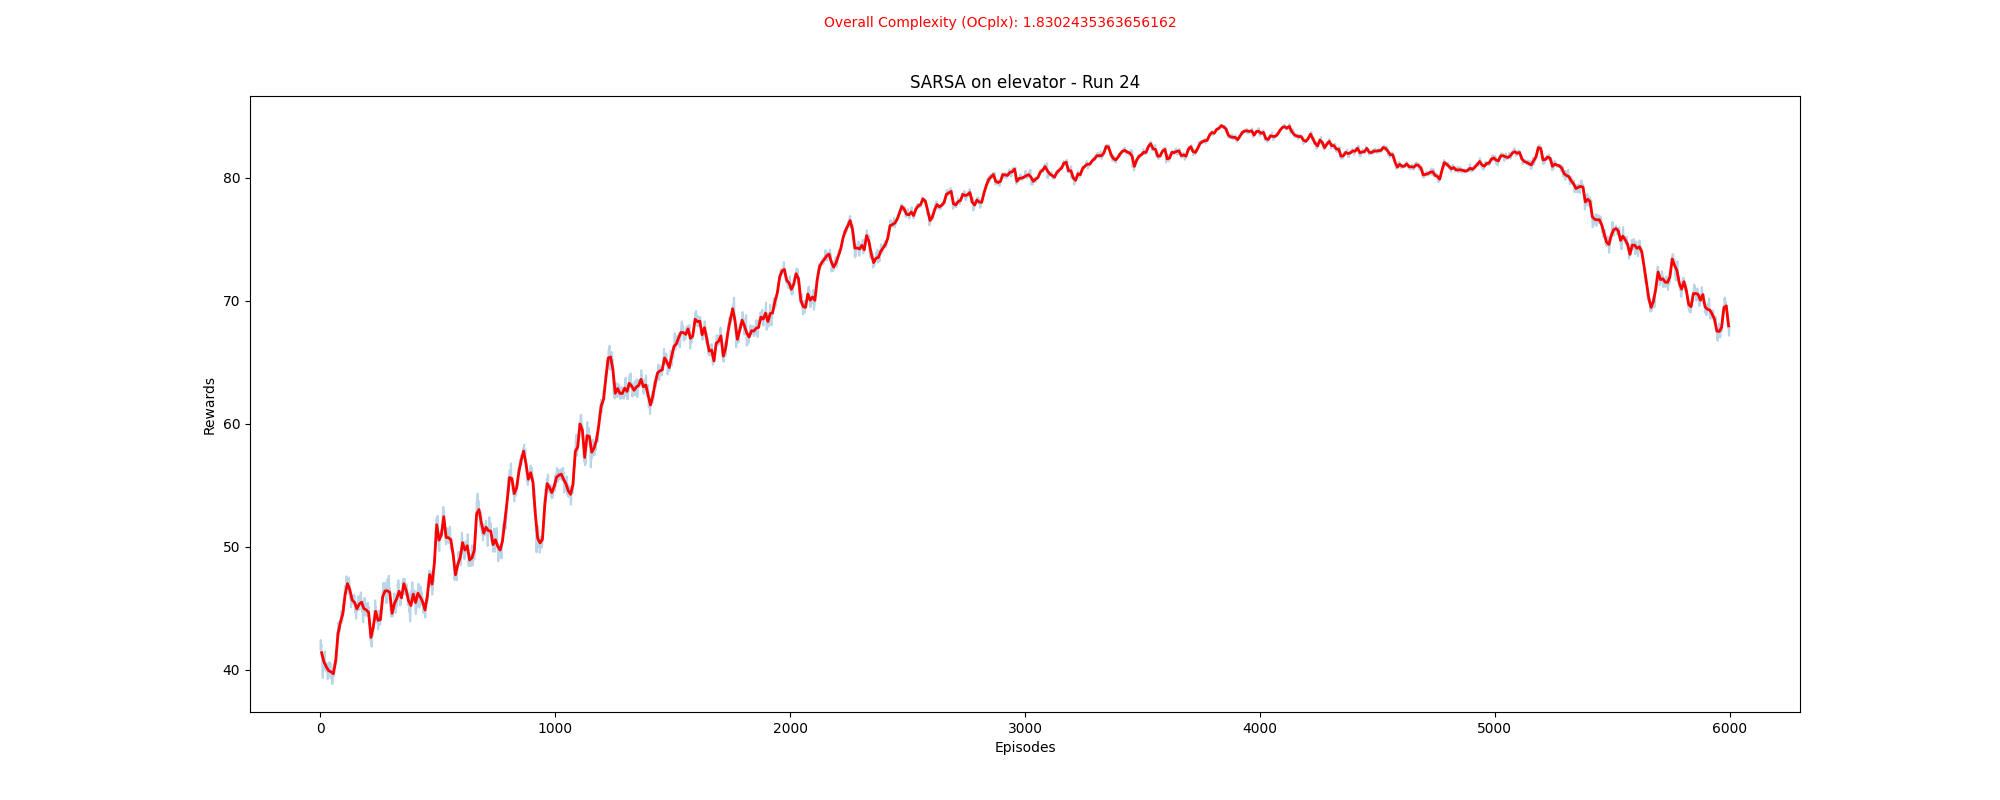 Overall Complexity (OCplx): 1.8302435363656162
SARSA on elevator - Run 24
80
70
60
50
40
Rewards
0 1000 2000 3000 4000 5000 6000
Episodes